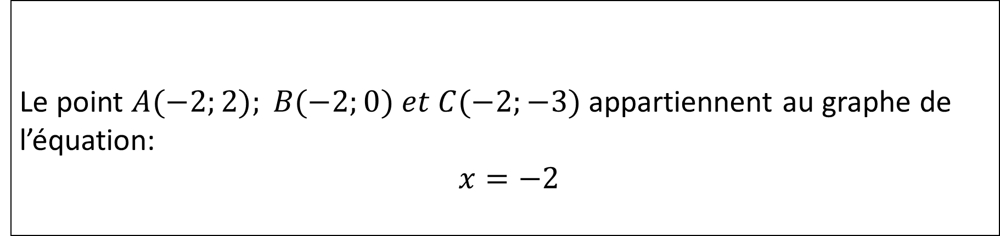 Le point A(−2; 2); B(−2; 0) et C(−2; −3) appartiennent au graphe de
l’équation:
x = −2